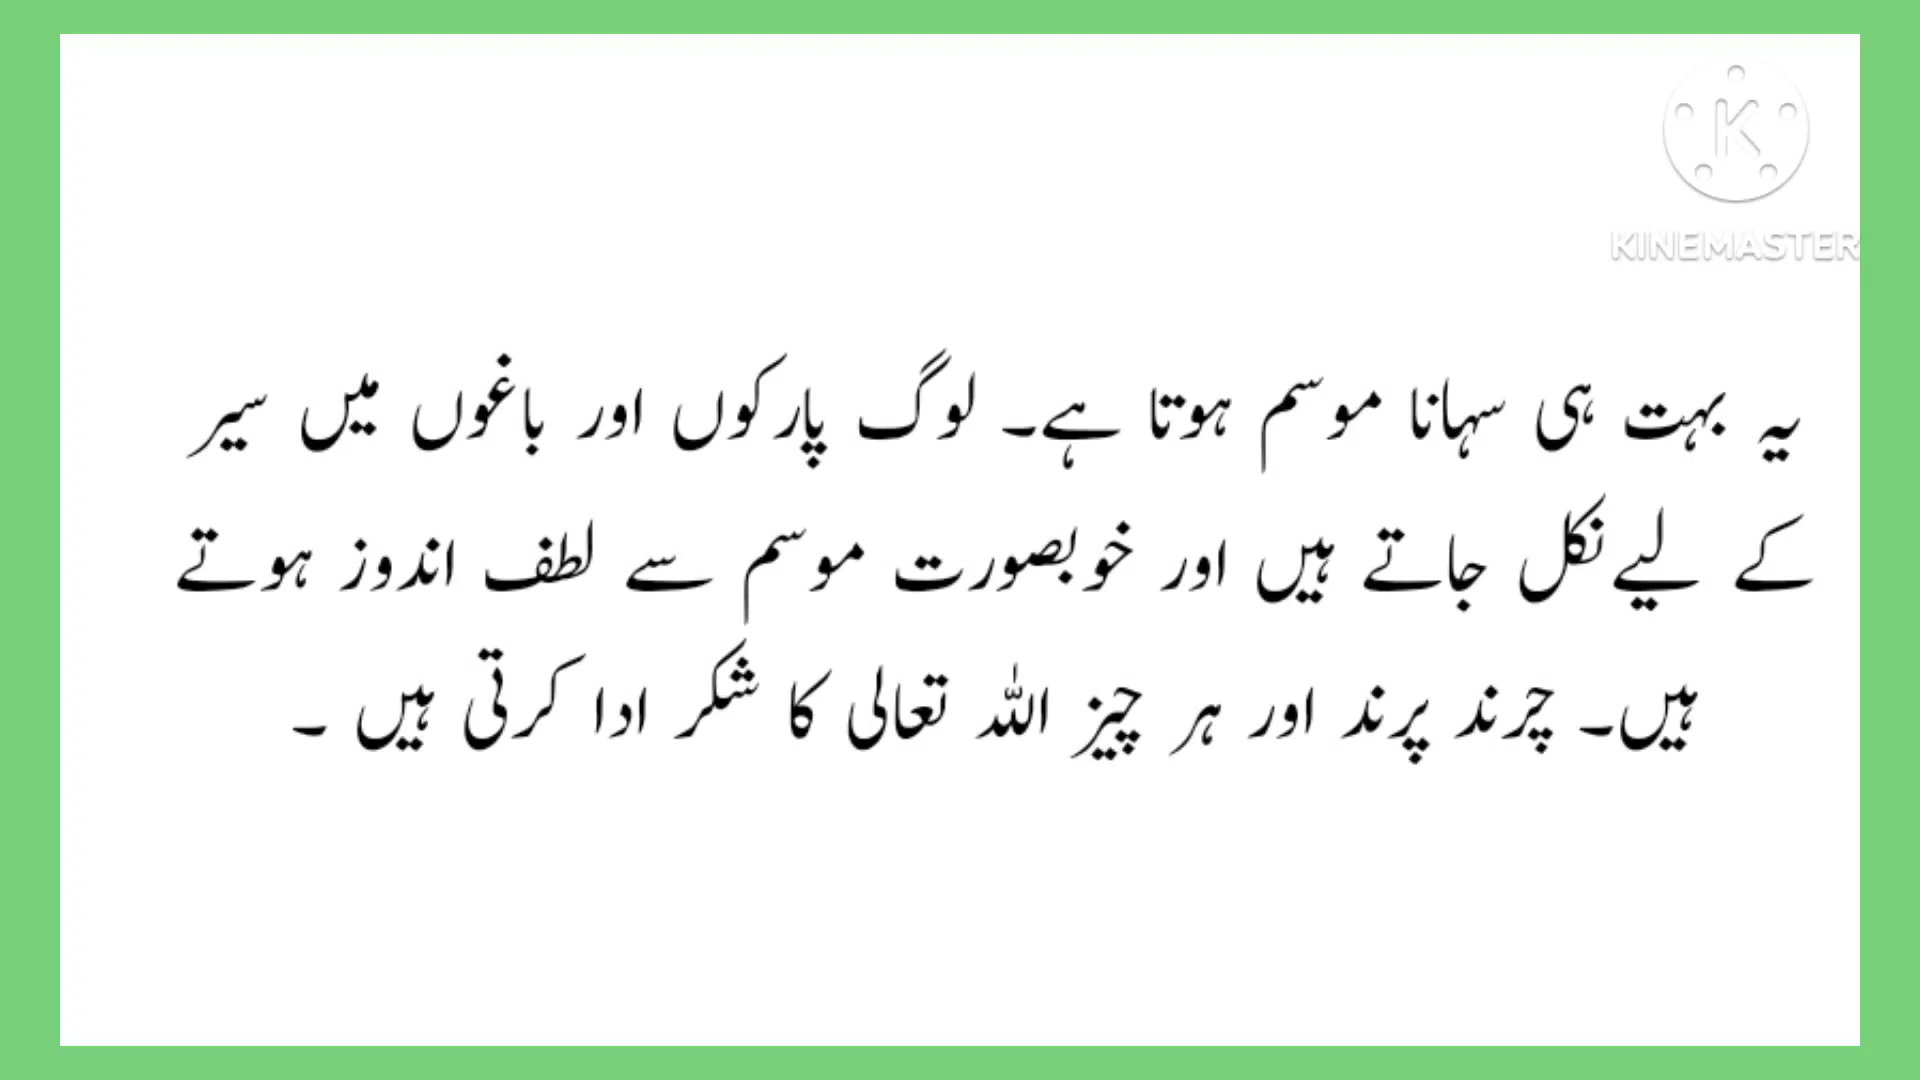 KINEMASTER
یہ بہت ہی سہانا موسم ہوتا ہے۔ لوگ پارکوں اور باغوں میں سیر
کے لیے نکل جاتے ہیں اور خوبصورت موسم سے لطف اندوز ہوتے
ہیں۔ چرند پرند اور ہر چیز اللہ تعالی کا شکر ادا کرتی ہیں ۔